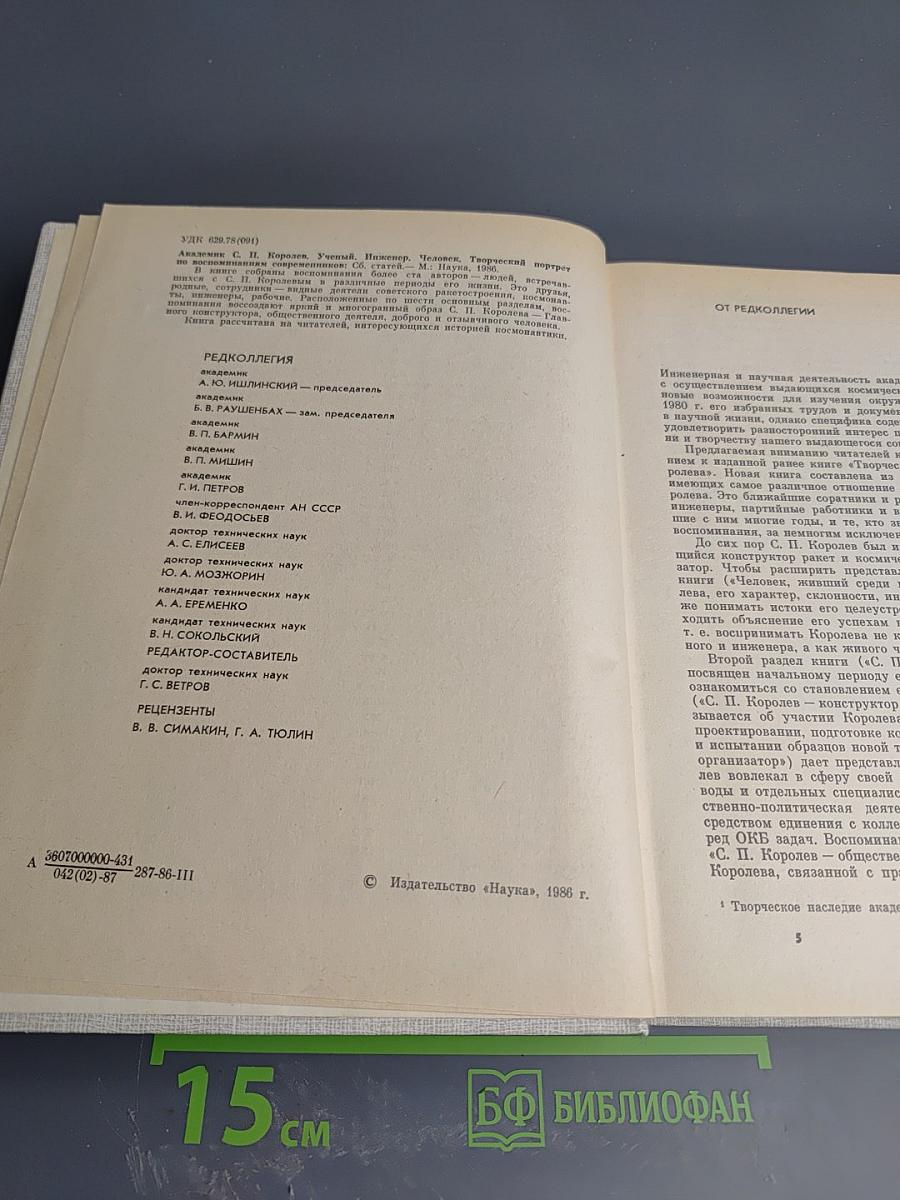 УДК 629.78(091)
Академик С. П. Королев. Ученый. Инженер. Человек. Творческий портрет
по воспоминаниям современников: Сб. статей.— М.: Наука, 1986.
В книге собраны воспоминания более ста авторов — людей, встречав-
шихся с С. П. Королевым в различные периоды его жизни. Это друзья,
родные, сотрудники — видные деятели советского ракетостроения, космонав-
ты, инженеры, рабочие. Расположенные по шести основным разделам, вос-
поминания воссоздают яркий и многогранный образ С. П. Королева — Глав-
ного конструктора, общественного деятеля, доброго и отзывчивого человека.
Книга рассчитана на читателей, интересующихся историей космонавтики.
РЕДКОЛЛЕГИЯ
академик
А. Ю. ИШЛИНСКИЙ — председатель
академик
Б. В. РАУШЕНБАХ — зам. председателя
академик
В. П. БАРМИН
академик
В. П. МИШИН
академик
Г. И. ПЕТРОВ
член-корреспондент АН СССР
В. И. ФЕОДОСЬЕВ
доктор технических наук
А. С. ЕЛИСЕЕВ
доктор технических наук
Ю. А. МОЗЖОРИН
кандидат технических наук
А. А. ЕРЕМЕНКО
кандидат технических наук
В. Н. СОКОЛЬСКИЙ
РЕДАКТОР-СОСТАВИТЕЛЬ
доктор технических наук
Г. С. ВЕТРОВ
РЕЦЕНЗЕНТЫ
В. В. СИМАКИН, Г. А. ТЮЛИН
А 3607000000-431
042(02)-87 287-86-III
© Издательство «Наука», 1986 г.
ОТ РЕДКОЛЛЕГИИ
Инженерная и научная деятельность акад
с осуществлением выдающихся космичес
новые возможности для изучения окруж
1980 г. его избранных трудов и докумен
в научной жизни, однако специфика соде
удовлетворить разносторонний интерес п
ни и творчеству нашего выдающегося со
Предлагаемая вниманию читателей к
нием к изданной ранее книге «Творчес
ролева». Новая книга составлена из
имеющих самое различное отношение
ролева. Это ближайшие соратники и р
инженеры, партийные работники и в
шие с ним многие годы, и те, кто зн
воспоминания, за немногим исключен
До сих пор С. П. Королев был и
щийся конструктор ракет и космиче
затор. Чтобы расширить представл
книги («Человек, живший среди
лева, его характер, склонности, ин
же понимать истоки его целеустр
ходить объяснение его успехам
т. е. воспринимать Королева не к
ного и инженера, а как живого ч
Второй раздел книги («С. П
посвящен начальному периоду е
ознакомиться со становлением
(«С. П. Королев — конструктор
зывается об участии Королева
проектировании, подготовке ко
и испытании образцов новой т
организатор») дает представл
лев вовлекал в сферу своей
воды и отдельных специалис
ственно-политическая деяте
средством единения с колле
ред ОКБ задач. Воспоминан
«С. П. Королев — обществе
Королева, связанной с пра
¹ Творческое наследие акаде
5
15 см
БФ БИБЛИОФАН